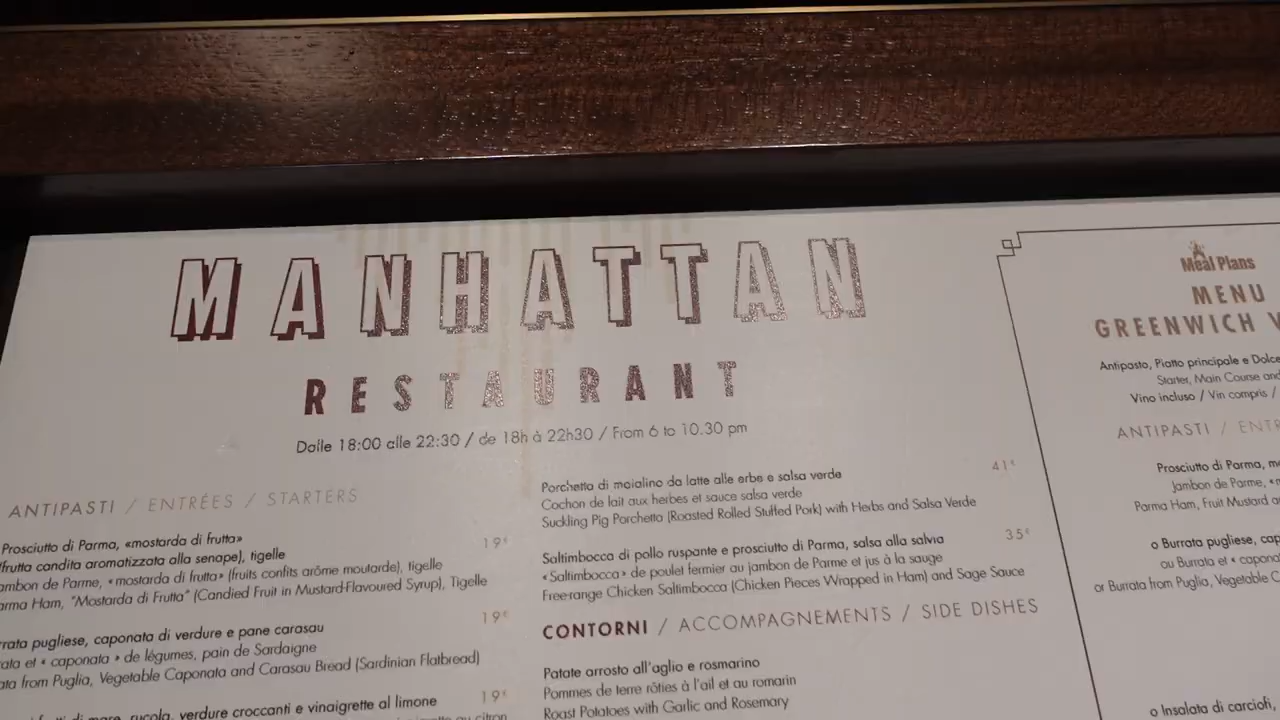 MANHATTAN
RESTAURANT
Dalle 18:00 alle 22:30 / de 18h à 22h30 / From 6 to 10.30 pm
ANTIPASTI / ENTRÉES / STARTERS
Prosciutto di Parma, «mostarda di frutta»
(frutta candita aromatizzata alla senape), tigelle
19€
ambon de Parme, «mostarda di frutta» (fruits confits arôme moutarde), tigelle
arma Ham, "Mostarda di Frutta" (Candied Fruit in Mustard-Flavoured Syrup), Tigelle
rrata pugliese, caponata di verdure e pane carasau
19€
rata et « caponata » de légumes, pain de Sardaigne
ata from Puglia, Vegetable Caponata and Carasau Bread (Sardinian Flatbread)
di mare, rucola, verdure croccanti e vinaigrette al limone
19€
au citron
Porchetta di maialino da latte alle erbe e salsa verde
41€
Cochon de lait aux herbes et sauce salsa verde
Suckling Pig Porchetta (Roasted Rolled Stuffed Pork) with Herbs and Salsa Verde
Saltimbocca di pollo ruspante e prosciutto di Parma, salsa alla salvia
35€
«Saltimbocca» de poulet fermier au jambon de Parme et jus à la sauge
Free-range Chicken Saltimbocca (Chicken Pieces Wrapped in Ham) and Sage Sauce
CONTORNI / ACCOMPAGNEMENTS / SIDE DISHES
Patate arrosto all'aglio e rosmarino
Pommes de terre rôties à l'ail et au romarin
Roast Potatoes with Garlic and Rosemary
Meal Plans
MENU
GREENWICH V
Antipasto, Piatto principale e Dolce
Starter, Main Course and
Vino incluso / Vin compris /
ANTIPASTI / ENTR
Prosciutto di Parma, mo
Jambon de Parme, «m
Parma Ham, Fruit Mustard a
o Burrata pugliese, cap
ou Burrata et « capon
or Burrata from Puglia, Vegetable C
o Insalata di carciofi,